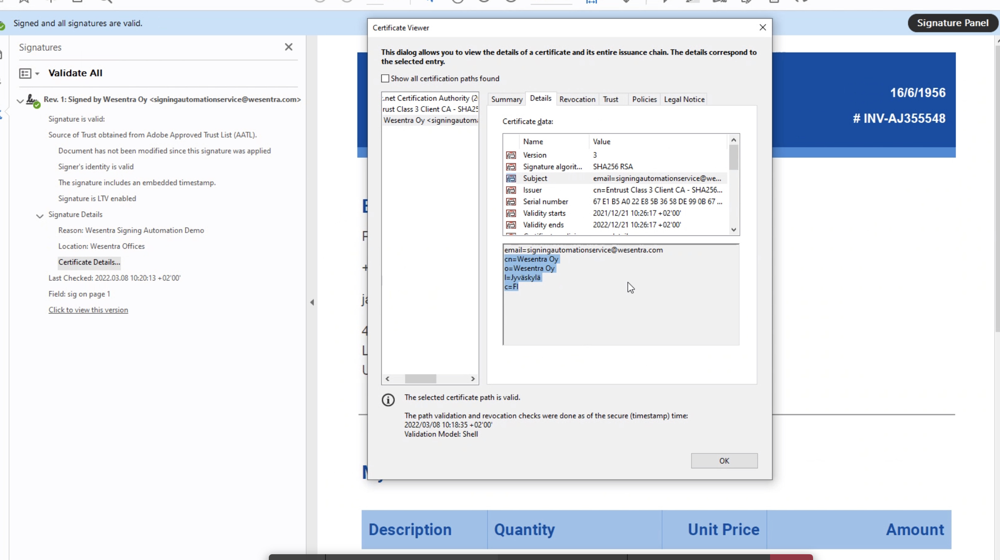 Signed and all signatures are valid.
Signature Panel
Signatures
Validate All
Rev. 1: Signed by Wesentra Oy <signingautomationservice@wesentra.com>
Signature is valid:
Source of Trust obtained from Adobe Approved Trust List (AATL).
Document has not been modified since this signature was applied
Signer's identity is valid
The signature includes an embedded timestamp.
Signature is LTV enabled
Signature Details
Reason: Wesentra Signing Automation Demo
Location: Wesentra Offices
Certificate Details...
Last Checked: 2022.03.08 10:20:13 +02'00'
Field: sig on page 1
Click to view this version
Certificate Viewer
This dialog allows you to view the details of a certificate and its entire issuance chain. The details correspond to
the selected entry.
Show all certification paths found
.net Certification Authority (2
rust Class 3 Client CA - SHA25
Wesentra Oy <signingautoma
Summary Details Revocation Trust Policies Legal Notice
Certificate data:
Name Value
Version 3
Signature algorit... SHA256 RSA
Subject email=signingautomationservice@we...
Issuer cn=Entrust Class 3 Client CA - SHA256...
Serial number 67 E1 B5 A0 22 E8 5B 36 58 DE 99 0B 67 ...
Validity starts 2021/12/21 10:26:17 +02'00'
Validity ends 2022/12/21 10:26:17 +02'00'
email=signingautomationservice@wesentra.com
cn=Wesentra Oy
o=Wesentra Oy
l=Jyväskylä
c=FI
The selected certificate path is valid.
The path validation and revocation checks were done as of the secure (timestamp) time:
2022/03/08 10:18:35 +02'00'
Validation Model: Shell
OK
16/6/1956
# INV-AJ355548
Description Quantity Unit Price Amount